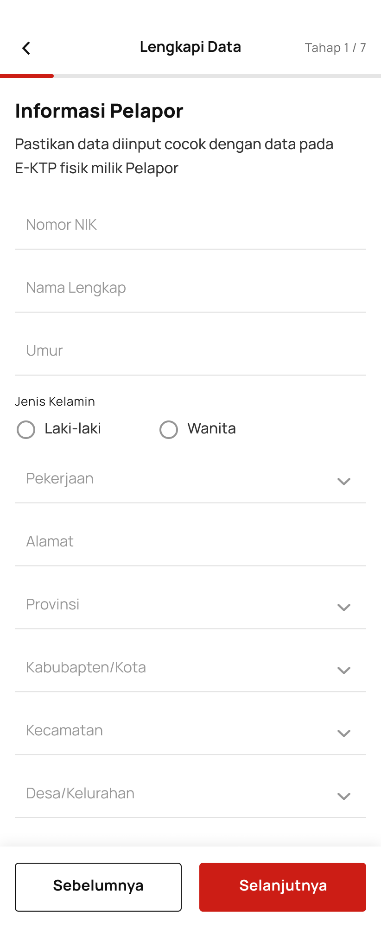 Lengkapi Data
Tahap 1 / 7
Informasi Pelapor
Pastikan data diinput cocok dengan data pada
E-KTP fisik milik Pelapor
Nomor NIK
Nama Lengkap
Umur
Jenis Kelamin
Laki-laki
Wanita
Pekerjaan
Alamat
Provinsi
Kabubapten/Kota
Kecamatan
Desa/Kelurahan
Sebelumnya
Selanjutnya